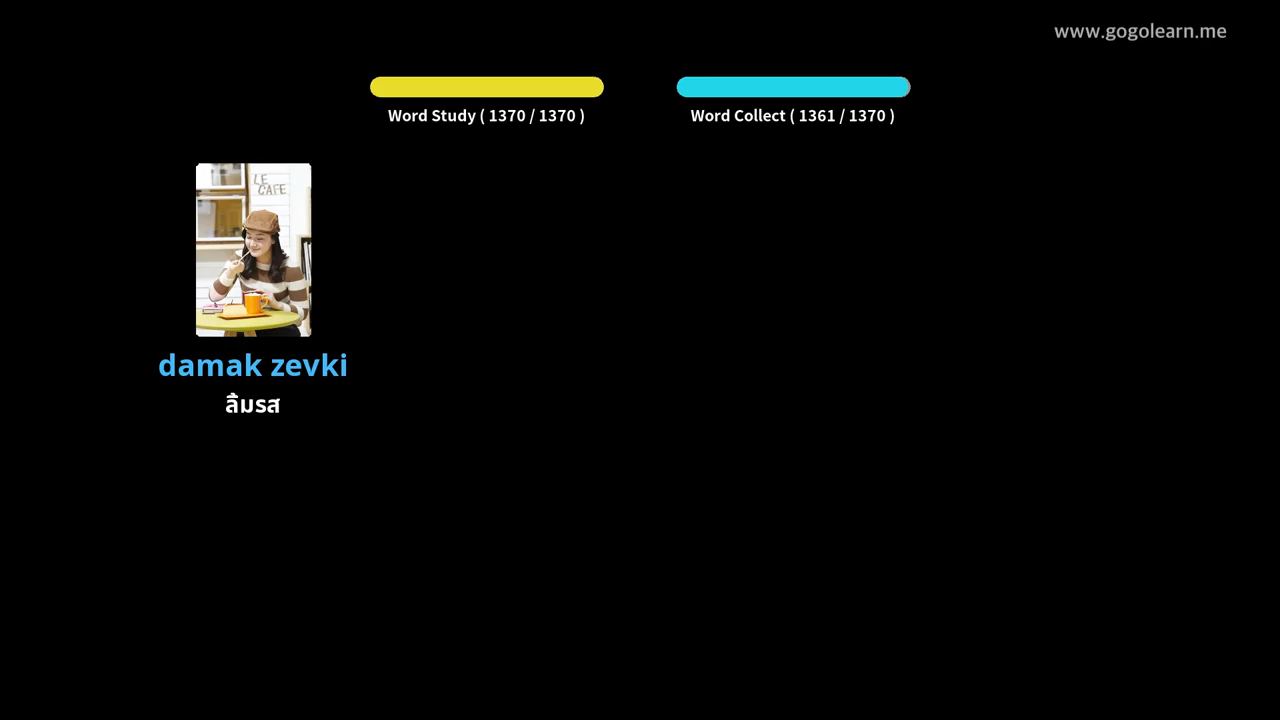 www.gogolearn.me
Word Study ( 1370 / 1370 )
Word Collect ( 1361 / 1370 )
LE
CAFE
damak zevki
ลิ้มรส